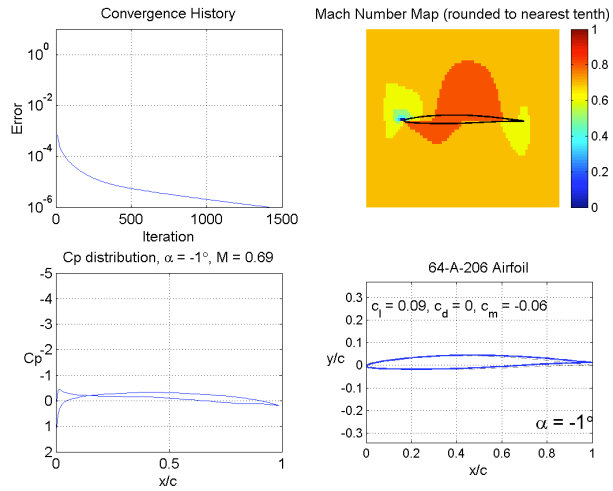 Convergence History
10^0
10^-2
10^-4
10^-6
Error
0 500 1000 1500
Iteration
Mach Number Map (rounded to nearest tenth)
1
0.8
0.6
0.4
0.2
0
Cp distribution, α = -1°, M = 0.69
-5
-4
-3
-2
-1
0
1
2
Cp
0 0.5 1
x/c
64-A-206 Airfoil
c_l = 0.09, c_d = 0, c_m = -0.06
0.3
0.2
0.1
0
-0.1
-0.2
-0.3
y/c
α = -1°
0 0.2 0.4 0.6 0.8 1
x/c